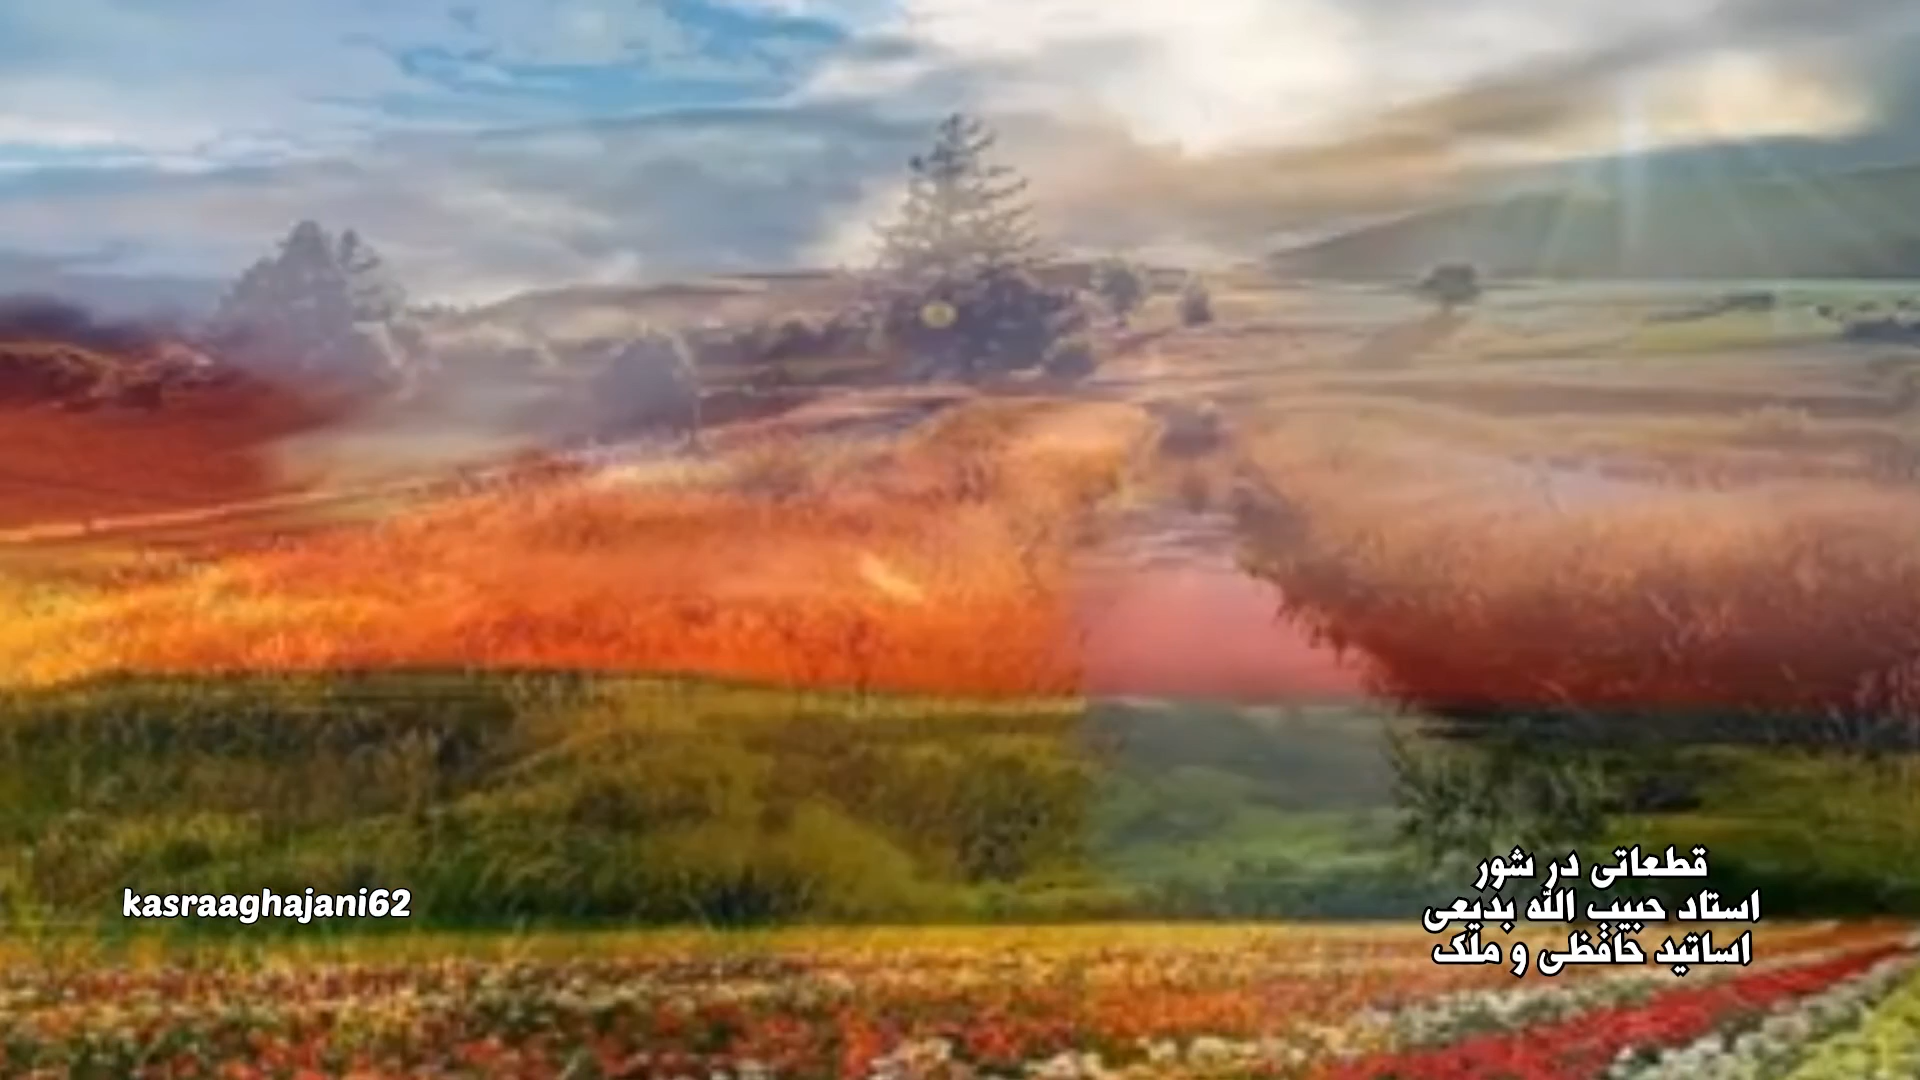 kasraaghajani62
قطعاتی در شور
استاد حبیب الله بدیعی
اساتید حافظی و ملک